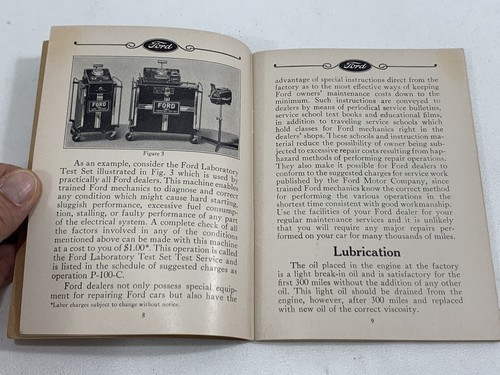 Ford
FORD
FORD
Figure 3
As an example, consider the Ford Laboratory
Test Set illustrated in Fig. 3 which is used by
practically all Ford dealers. This machine enables
trained Ford mechanics to diagnose and correct
any condition which might cause hard starting,
sluggish performance, excessive fuel consump-
tion, stalling, or faulty performance of any part
of the electrical system. A complete check of all
the factors involved in any of the conditions
mentioned above can be made with this machine
at a cost to you of $1.00*. This operation is called
the Ford Laboratory Test Set Test Service and
is listed in the schedule of suggested charges as
operation P-100-C.
Ford dealers not only possess special equip-
ment for repairing Ford cars but also have the
*Labor charges subject to change without notice.
8
Ford
advantage of special instructions direct from the
factory as to the most effective ways of keeping
Ford owners' maintenance costs down to the
minimum. Such instructions are conveyed to
dealers by means of periodical service bulletins,
service school text books and educational films,
in addition to traveling service schools which
hold classes for Ford mechanics right in the
dealers' shops. These schools and instruction ma-
terial reduce the possibility of owner being sub-
jected to excessive repair costs resulting from hap-
hazard methods of performing repair operations.
They also make it possible for Ford dealers to
conform to the suggested charges for service work
published by the Ford Motor Company, since
trained Ford mechanics know the correct method
for performing the various operations in the
shortest time consistent with good workmanship.
Use the facilities of your Ford dealer for your
regular maintenance services and it is unlikely
that you will require any major repairs per-
formed on your car for many thousands of miles.
Lubrication
The oil placed in the engine at the factory
is a light break-in oil and is satisfactory for the
first 300 miles without the addition of any other
oil. This light oil should be drained from the
engine, however, after 300 miles and replaced
with new oil of the correct viscosity.
9